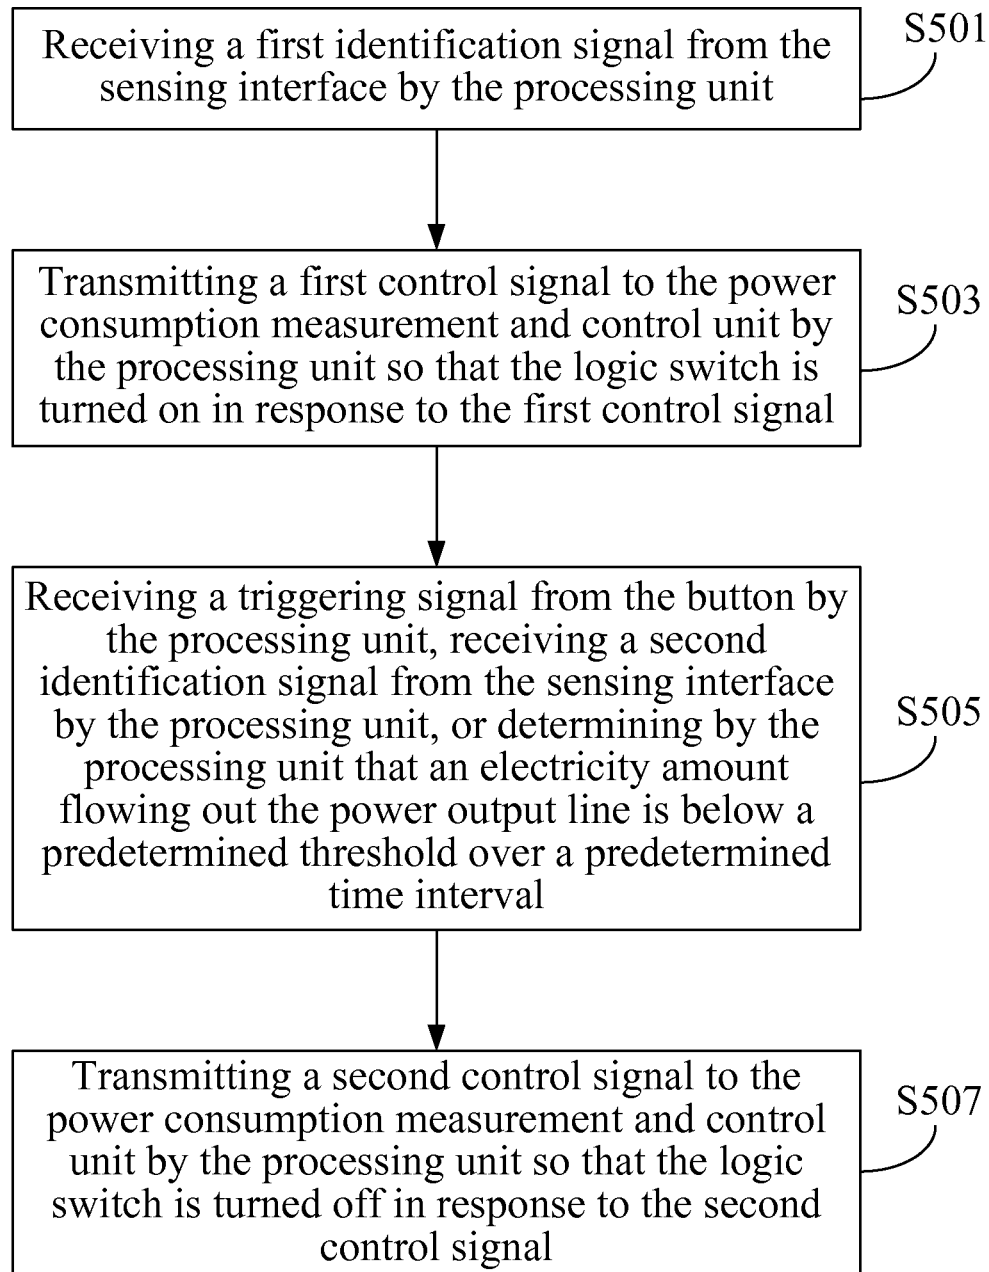 Receiving a first identification signal from the
sensing interface by the processing unit
S501
Transmitting a first control signal to the power
consumption measurement and control unit by
the processing unit so that the logic switch is
turned on in response to the first control signal
S503
Receiving a triggering signal from the button by
the processing unit, receiving a second
identification signal from the sensing interface
by the processing unit, or determining by the
processing unit that an electricity amount
flowing out the power output line is below a
predetermined threshold over a predetermined
time interval
S505
Transmitting a second control signal to the
power consumption measurement and control
unit by the processing unit so that the logic
switch is turned off in response to the second
control signal
S507